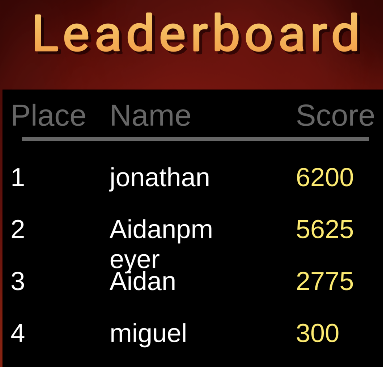 Leaderboard
Place Name Score
1 jonathan 6200
2 Aidanpm 5625
eyer
3 Aidan 2775
4 miguel 300